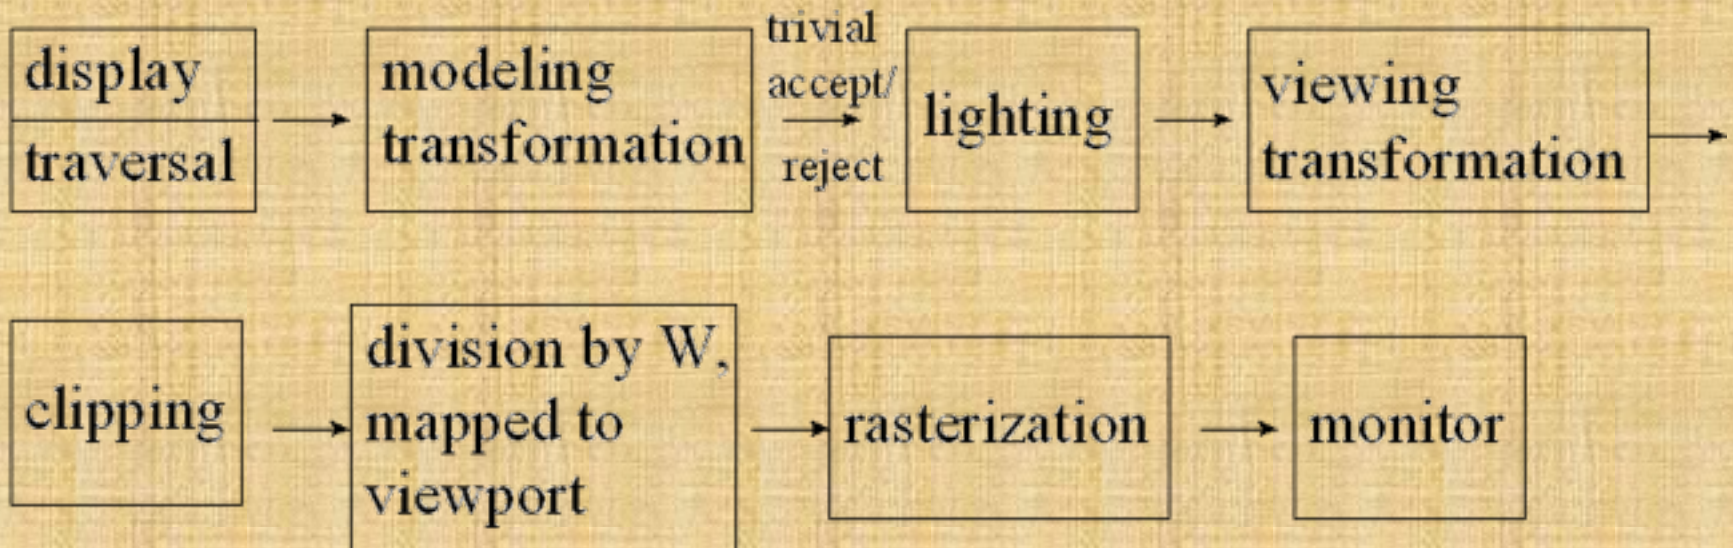 display
traversal
modeling
transformation
trivial
accept/
reject
lighting
viewing
transformation
clipping
division by W,
mapped to
viewport
rasterization
monitor